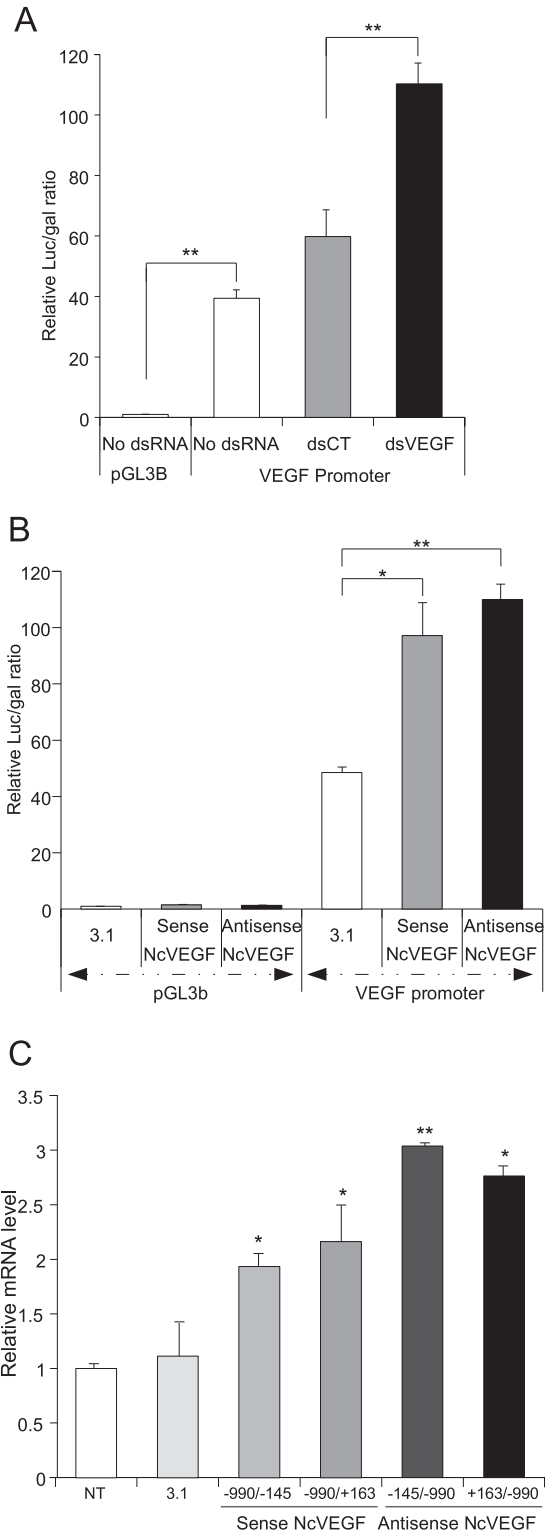 A
**
120
100
80
60
40
20
0
Relative Luc/gal ratio
**
No dsRNA No dsRNA dsCT dsVEGF
pGL3B VEGF Promoter
B
**
*
120
100
80
60
40
20
0
Relative Luc/gal ratio
3.1 Sense NcVEGF Antisense NcVEGF 3.1 Sense NcVEGF Antisense NcVEGF
pGL3b VEGF promoter
C
3.5
3
2.5
2
1.5
1
0.5
0
Relative mRNA level
* * ** *
NT 3.1 -990/-145 -990/+163 -145/-990 +163/-990
Sense NcVEGF Antisense NcVEGF